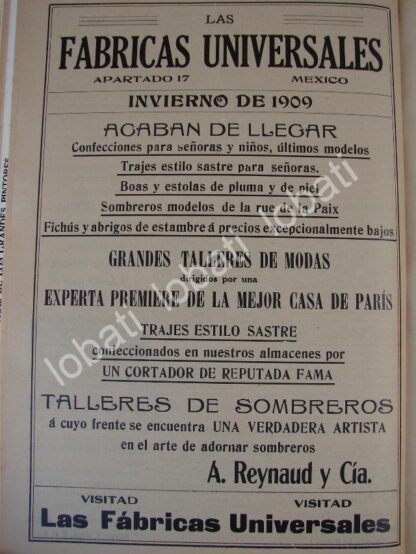 LAS
FABRICAS UNIVERSALES
APARTADO 17 MEXICO
INVIERNO DE 1909
ACABAN DE LLEGAR
Confecciones para señoras y niños, últimos modelos
Trajes estilo sastre para señoras.
Boas y estolas de pluma y de piel
Sombreros modelos de la rue de la Paix
Fichús y abrigos de estambre á precios excepcionalmente bajos
GRANDES TALLERES DE MODAS
dirigidos por una
EXPERTA PREMIERE DE LA MEJOR CASA DE PARÍS
TRAJES ESTILO SASTRE
confeccionados en nuestros almacenes por
UN CORTADOR DE REPUTADA FAMA
TALLERES DE SOMBREROS
á cuyo frente se encuentra UNA VERDADERA ARTISTA
en el arte de adornar sombreros
A. Reynaud y Cía.
VISITAD VISITAD
Las Fábricas Universales
lobati lobati lobati lobati
GRANDES PINTORES